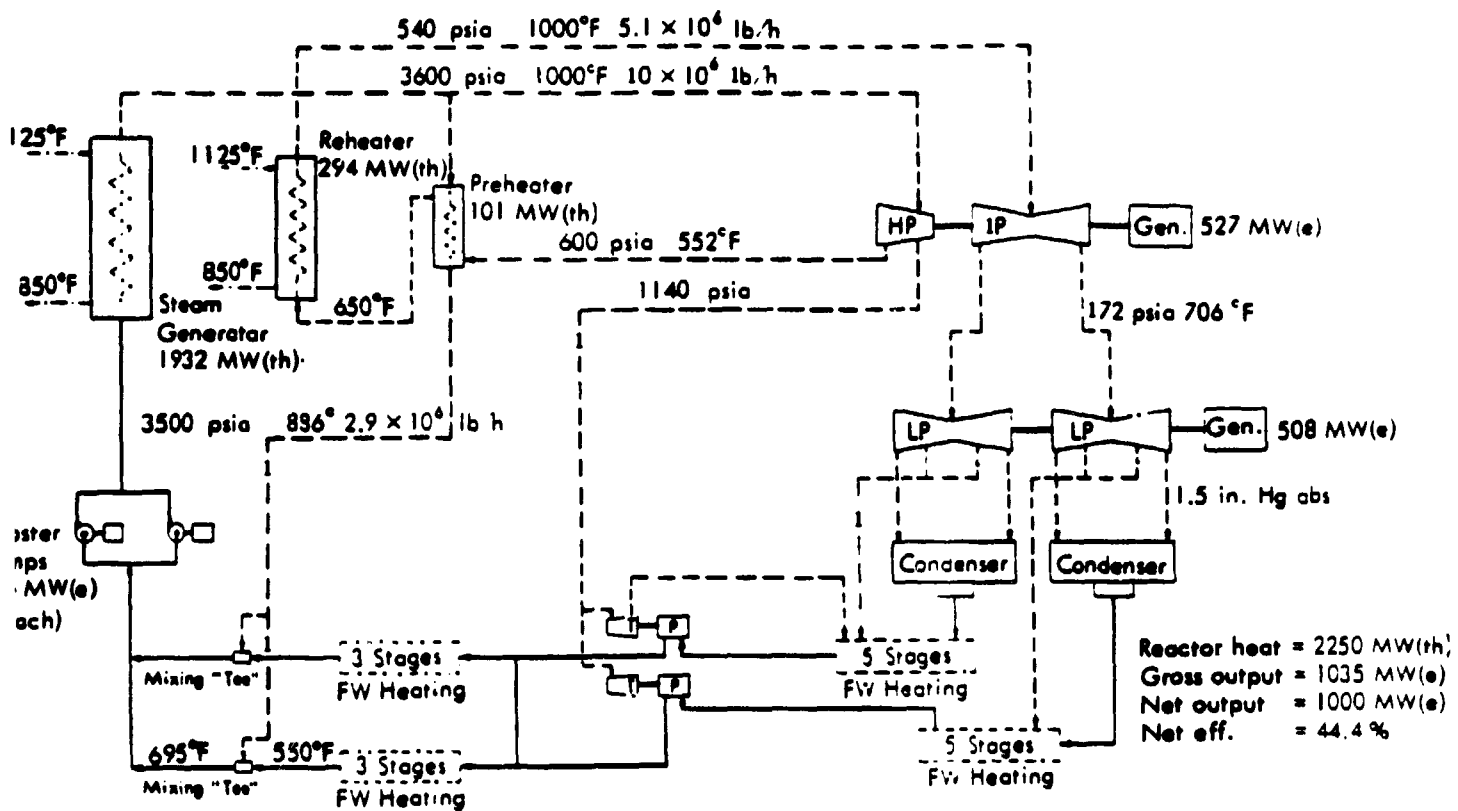 540 psia 1000°F 5.1 × 10⁶ lb/h
3600 psia 1000°F 10 × 10⁶ lb/h
125°F
1125°F
Reheater
294 MW(th)
Preheater
101 MW(th)
HP
IP
Gen.
527 MW(e)
600 psia 552°F
850°F
850°F
650°F
1140 psia
172 psia 706°F
Steam
Generator
1932 MW(th)
3500 psia 886° 2.9 × 10⁶ lb h
LP
LP
Gen.
508 MW(e)
1.5 in. Hg abs
oster
mps
MW(e)
ach)
Condenser
Condenser
P
P
T
3 Stages
FW Heating
Mixing "Tee"
5 Stages
FW Heating
Reactor heat = 2250 MW(th)
Gross output = 1035 MW(e)
Net output = 1000 MW(e)
Net eff. = 44.4%
695°F
550°F
3 Stages
FW Heating
Mixing "Tee"
5 Stages
FW Heating